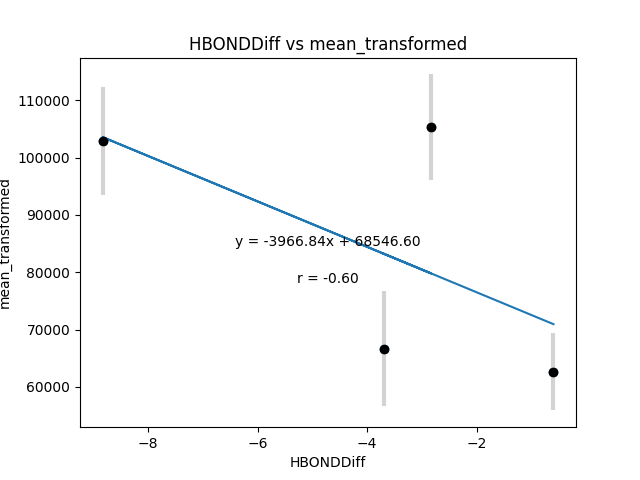 HBONDDiff vs mean_transformed
110000
100000
90000
80000
70000
60000
mean_transformed
y = -3966.84x + 68546.60
r = -0.60
−8
−6
−4
−2
HBONDDiff